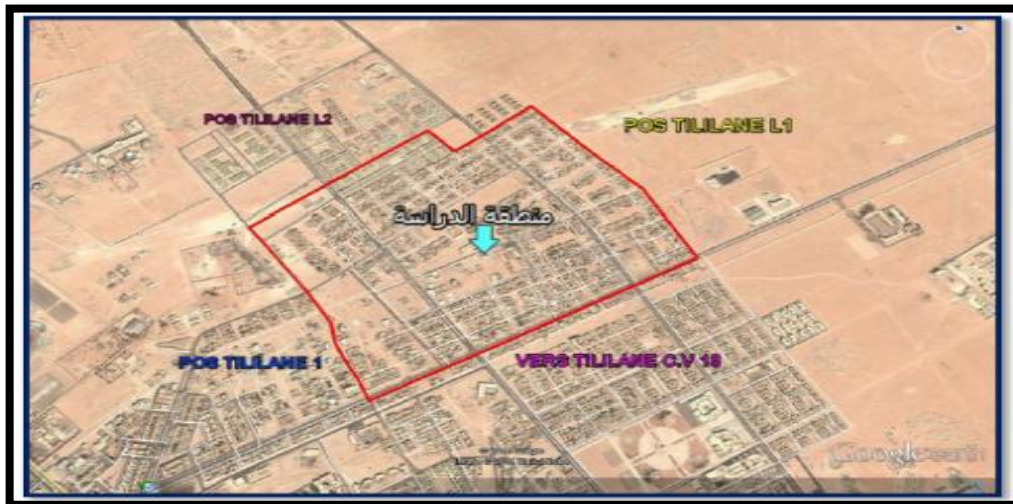 POS TILILANE L2
POS TILILANE L1
منطقة الدراسة
POS TILILANE 1
VERS TILILANE C.V 18
Google earth